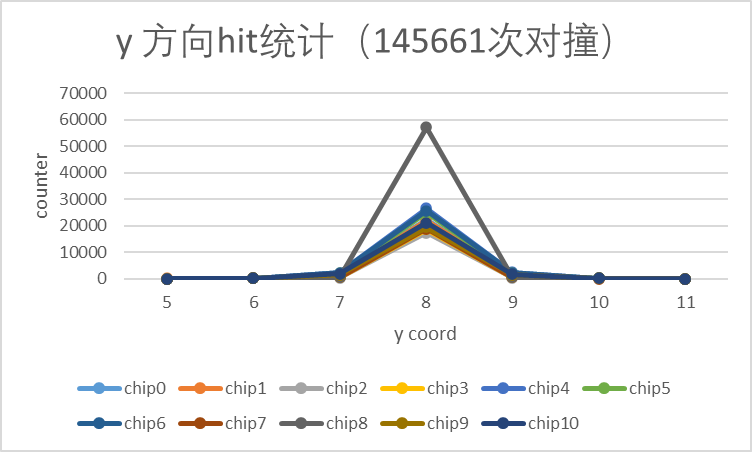 y 方向hit统计（145661次对撞）
70000
60000
50000
40000
30000
20000
10000
0
counter
5 6 7 8 9 10 11
y coord
chip0 chip1 chip2 chip3 chip4 chip5
chip6 chip7 chip8 chip9 chip10